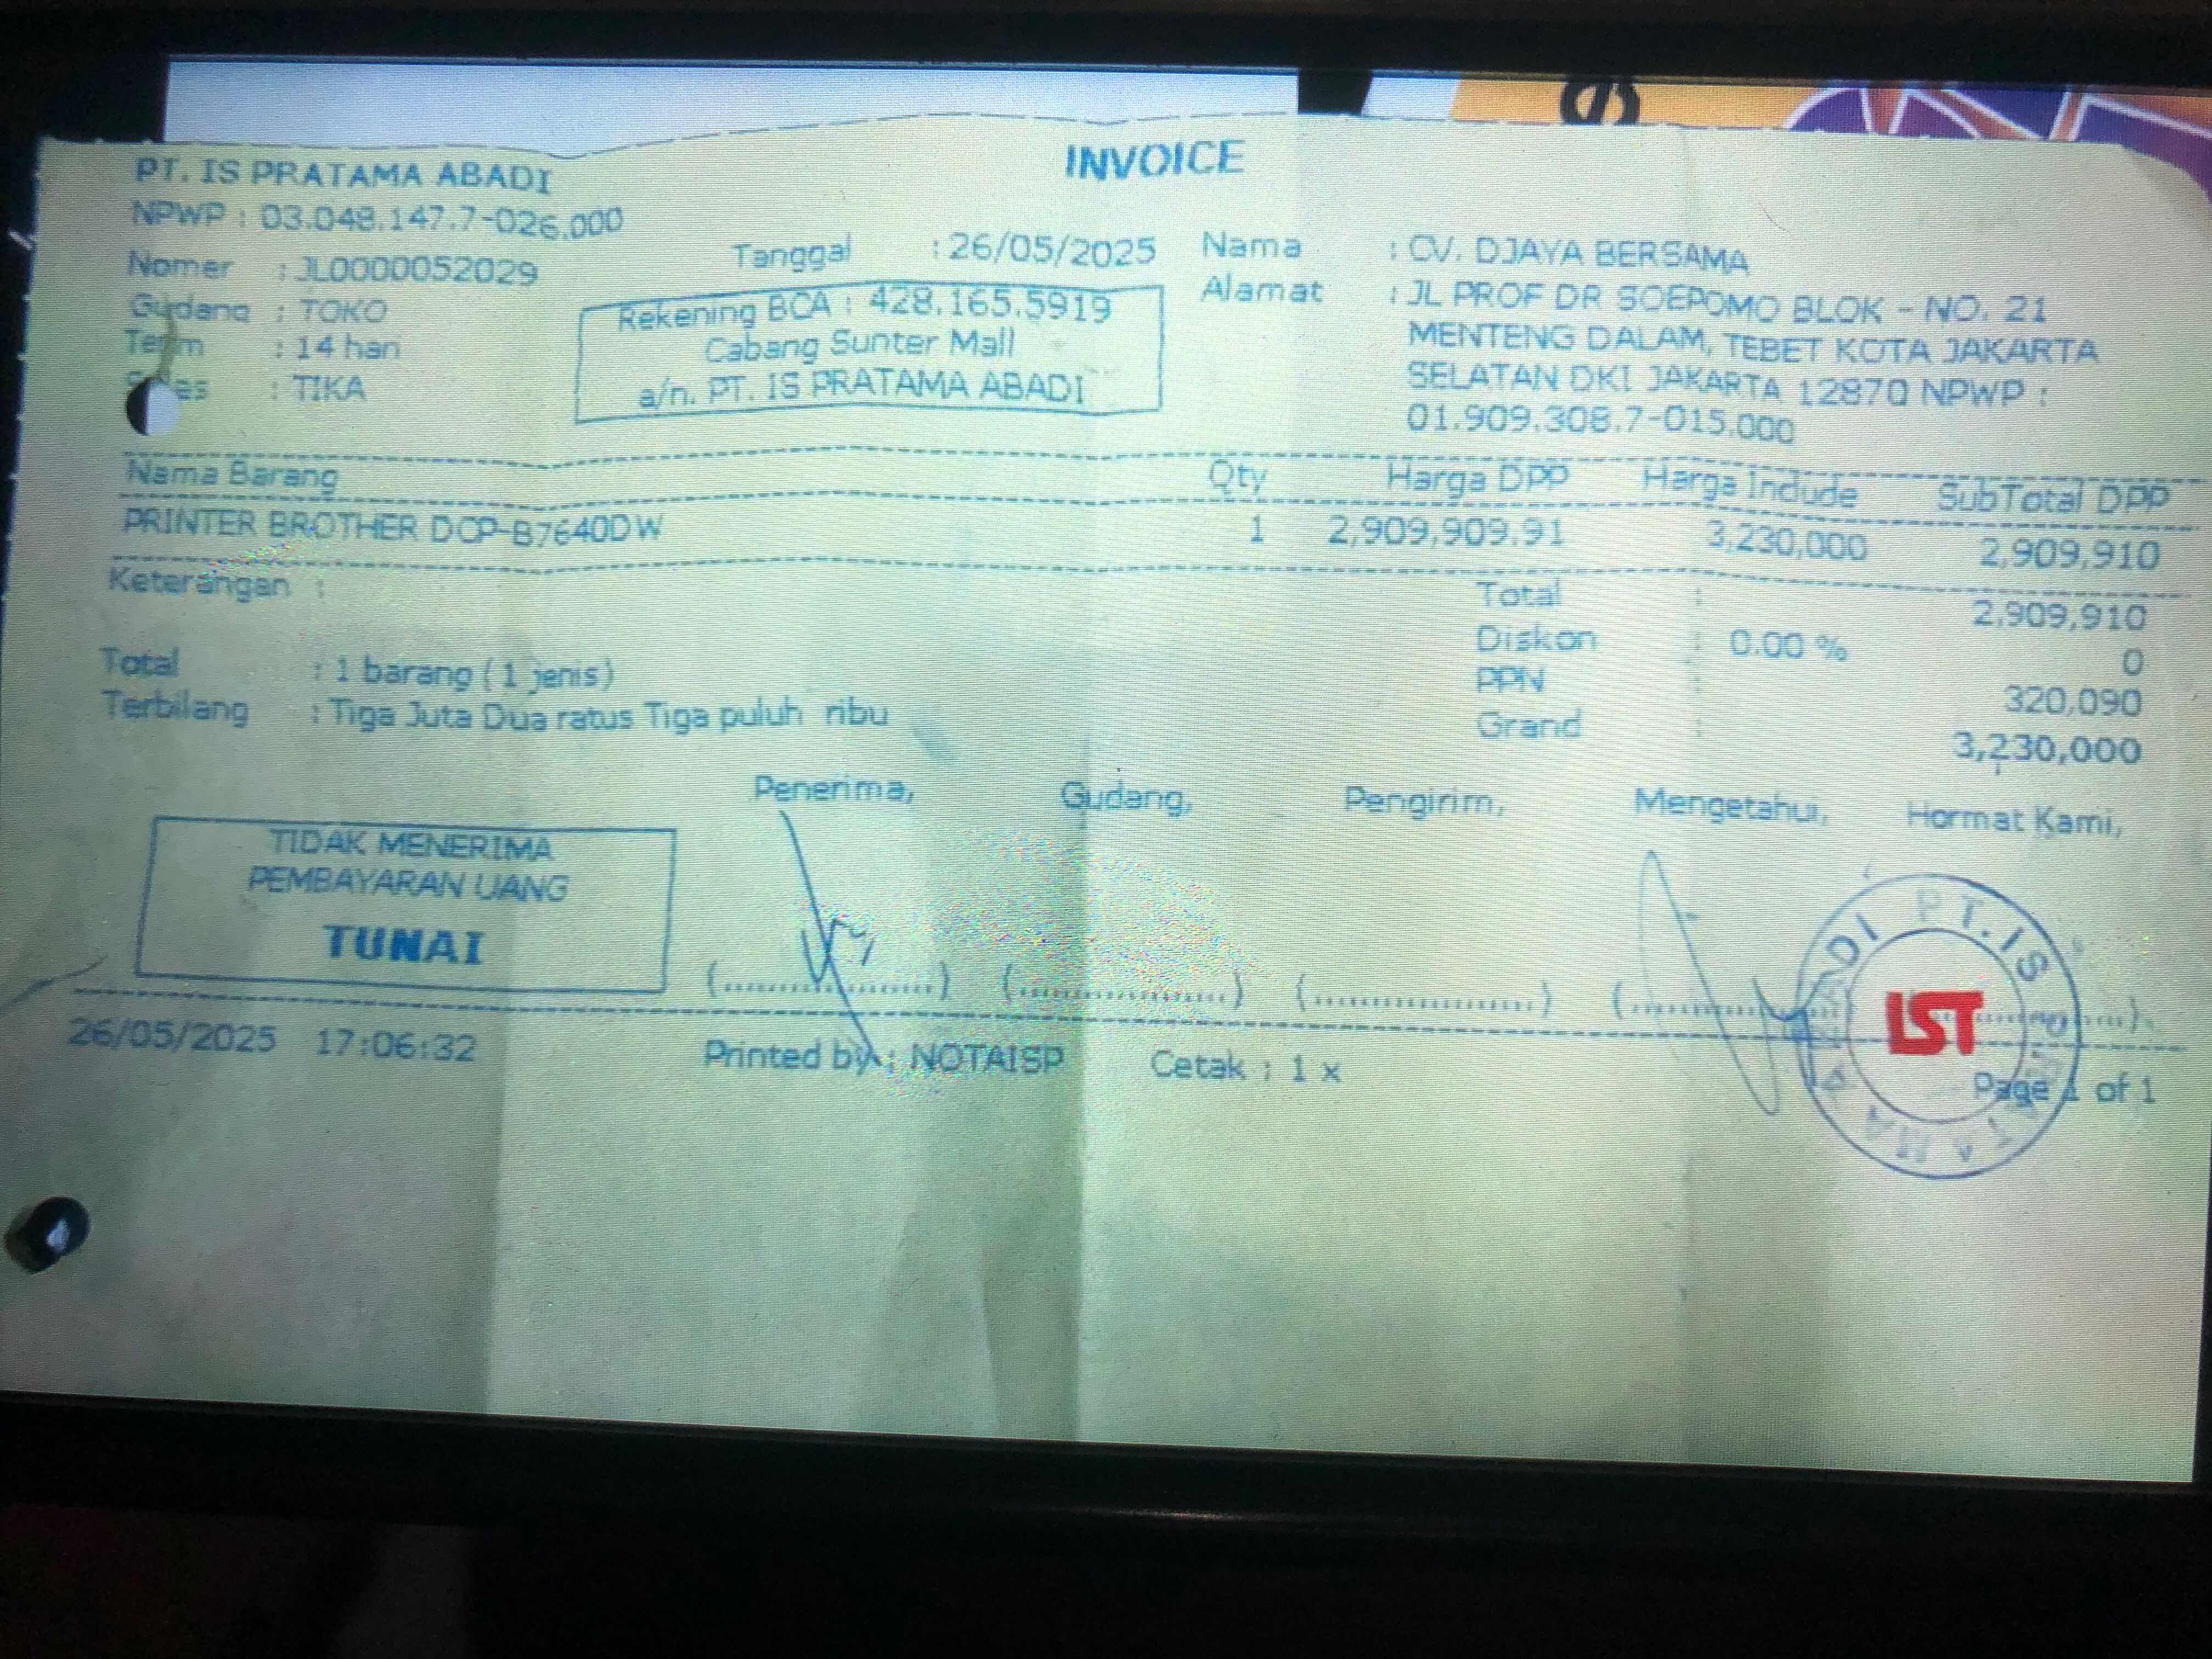 INVOICE
PT. IS PRATAMA ABADI
NPWP : 03.048.147.7-026.000
Nomer : JL0000052029
Gudang : TOKO
Term : 14 hari
: TIKA
Tanggal : 26/05/2025
Rekening BCA : 428.165.5919
Cabang Sunter Mall
a/n. PT. IS PRATAMA ABADI
Nama : CV. DJAYA BERSAMA
Alamat : JL PROF DR SOEPOMO BLOK - NO. 21
MENTENG DALAM, TEBET KOTA JAKARTA
SELATAN DKI JAKARTA 12870 NPWP :
01.909.308.7-015.000
Nama Barang Qty Harga DPP Harga Include SubTotal DPP
PRINTER BROTHER DCP-B7640DW 1 2,909,909.91 3,230,000 2,909,910
Keterangan :
Total : 2,909,910
Diskon : 0.00 % 0
PPN : 320,090
Grand : 3,230,000
Total : 1 barang ( 1 jenis )
Terbilang : Tiga Juta Dua ratus Tiga puluh ribu
Penerima, Gudang, Pengirim, Mengetahui, Hormat Kami,
TIDAK MENERIMA
PEMBAYARAN UANG
TUNAI
(....................) (....................) (....................) (....................)
PT. IS PRATAMA ABADI
IST
26/05/2025 17:06:32 Printed by : NOTAISP Cetak : 1 x
Page 1 of 1